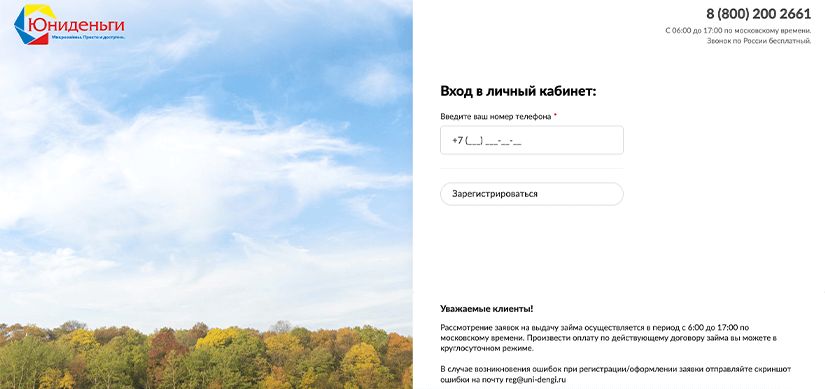 Юниденьги
Микрозаймы. Просто и доступно.
8 (800) 200 2661
С 06:00 до 17:00 по московскому времени.
Звонок по России бесплатный.
Вход в личный кабинет:
Введите ваш номер телефона *
+7 (___) ___-__-__
Зарегистрироваться
Уважаемые клиенты!
Рассмотрение заявок на выдачу займа осуществляется в период с 6:00 до 17:00 по
московскому времени. Произвести оплату по действующему договору займа вы можете в
круглосуточном режиме.
В случае возникновения ошибок при регистрации/оформлении заявки отправляйте скриншот
ошибки на почту reg@uni-dengi.ru